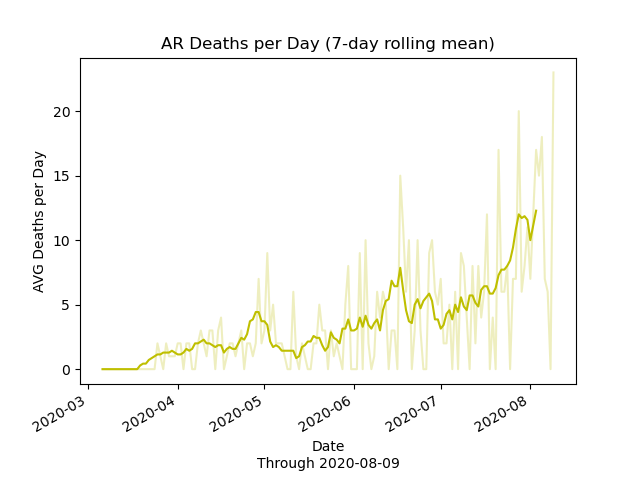 AR Deaths per Day (7-day rolling mean)
AVG Deaths per Day
20
15
10
5
0
2020-03
2020-04
2020-05
2020-06
2020-07
2020-08
Date
Through 2020-08-09